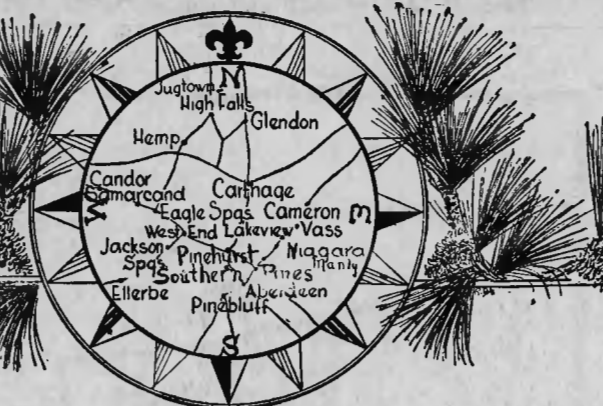 N
Jugtown
High Falls
Glendon
Hemp
Candor
Samarcand
Carthage
Eagle Spgs Cameron E
West End Lakeview Vass
Jackson Spgs
Pinehurst
Niagara
Manly
Southern Pines
Ellerbe
Aberdeen
Pinebluff
S